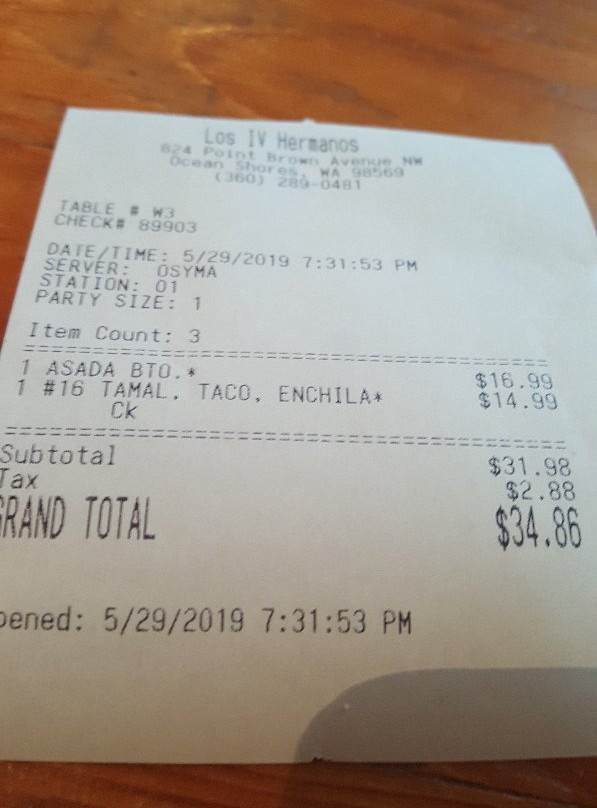 Los IV Hermanos
824 Point Brown Avenue NW
Ocean Shores, WA 98569
(360) 289-0481
TABLE # W3
CHECK# 89903
DATE/TIME: 5/29/2019 7:31:53 PM
SERVER: OSYMA
STATION: 01
PARTY SIZE: 1
Item Count: 3
1 ASADA BTO.* $16.99
1 #16 TAMAL, TACO, ENCHILA* $14.99
Ck
Subtotal $31.98
Tax $2.88
GRAND TOTAL $34.86
pened: 5/29/2019 7:31:53 PM